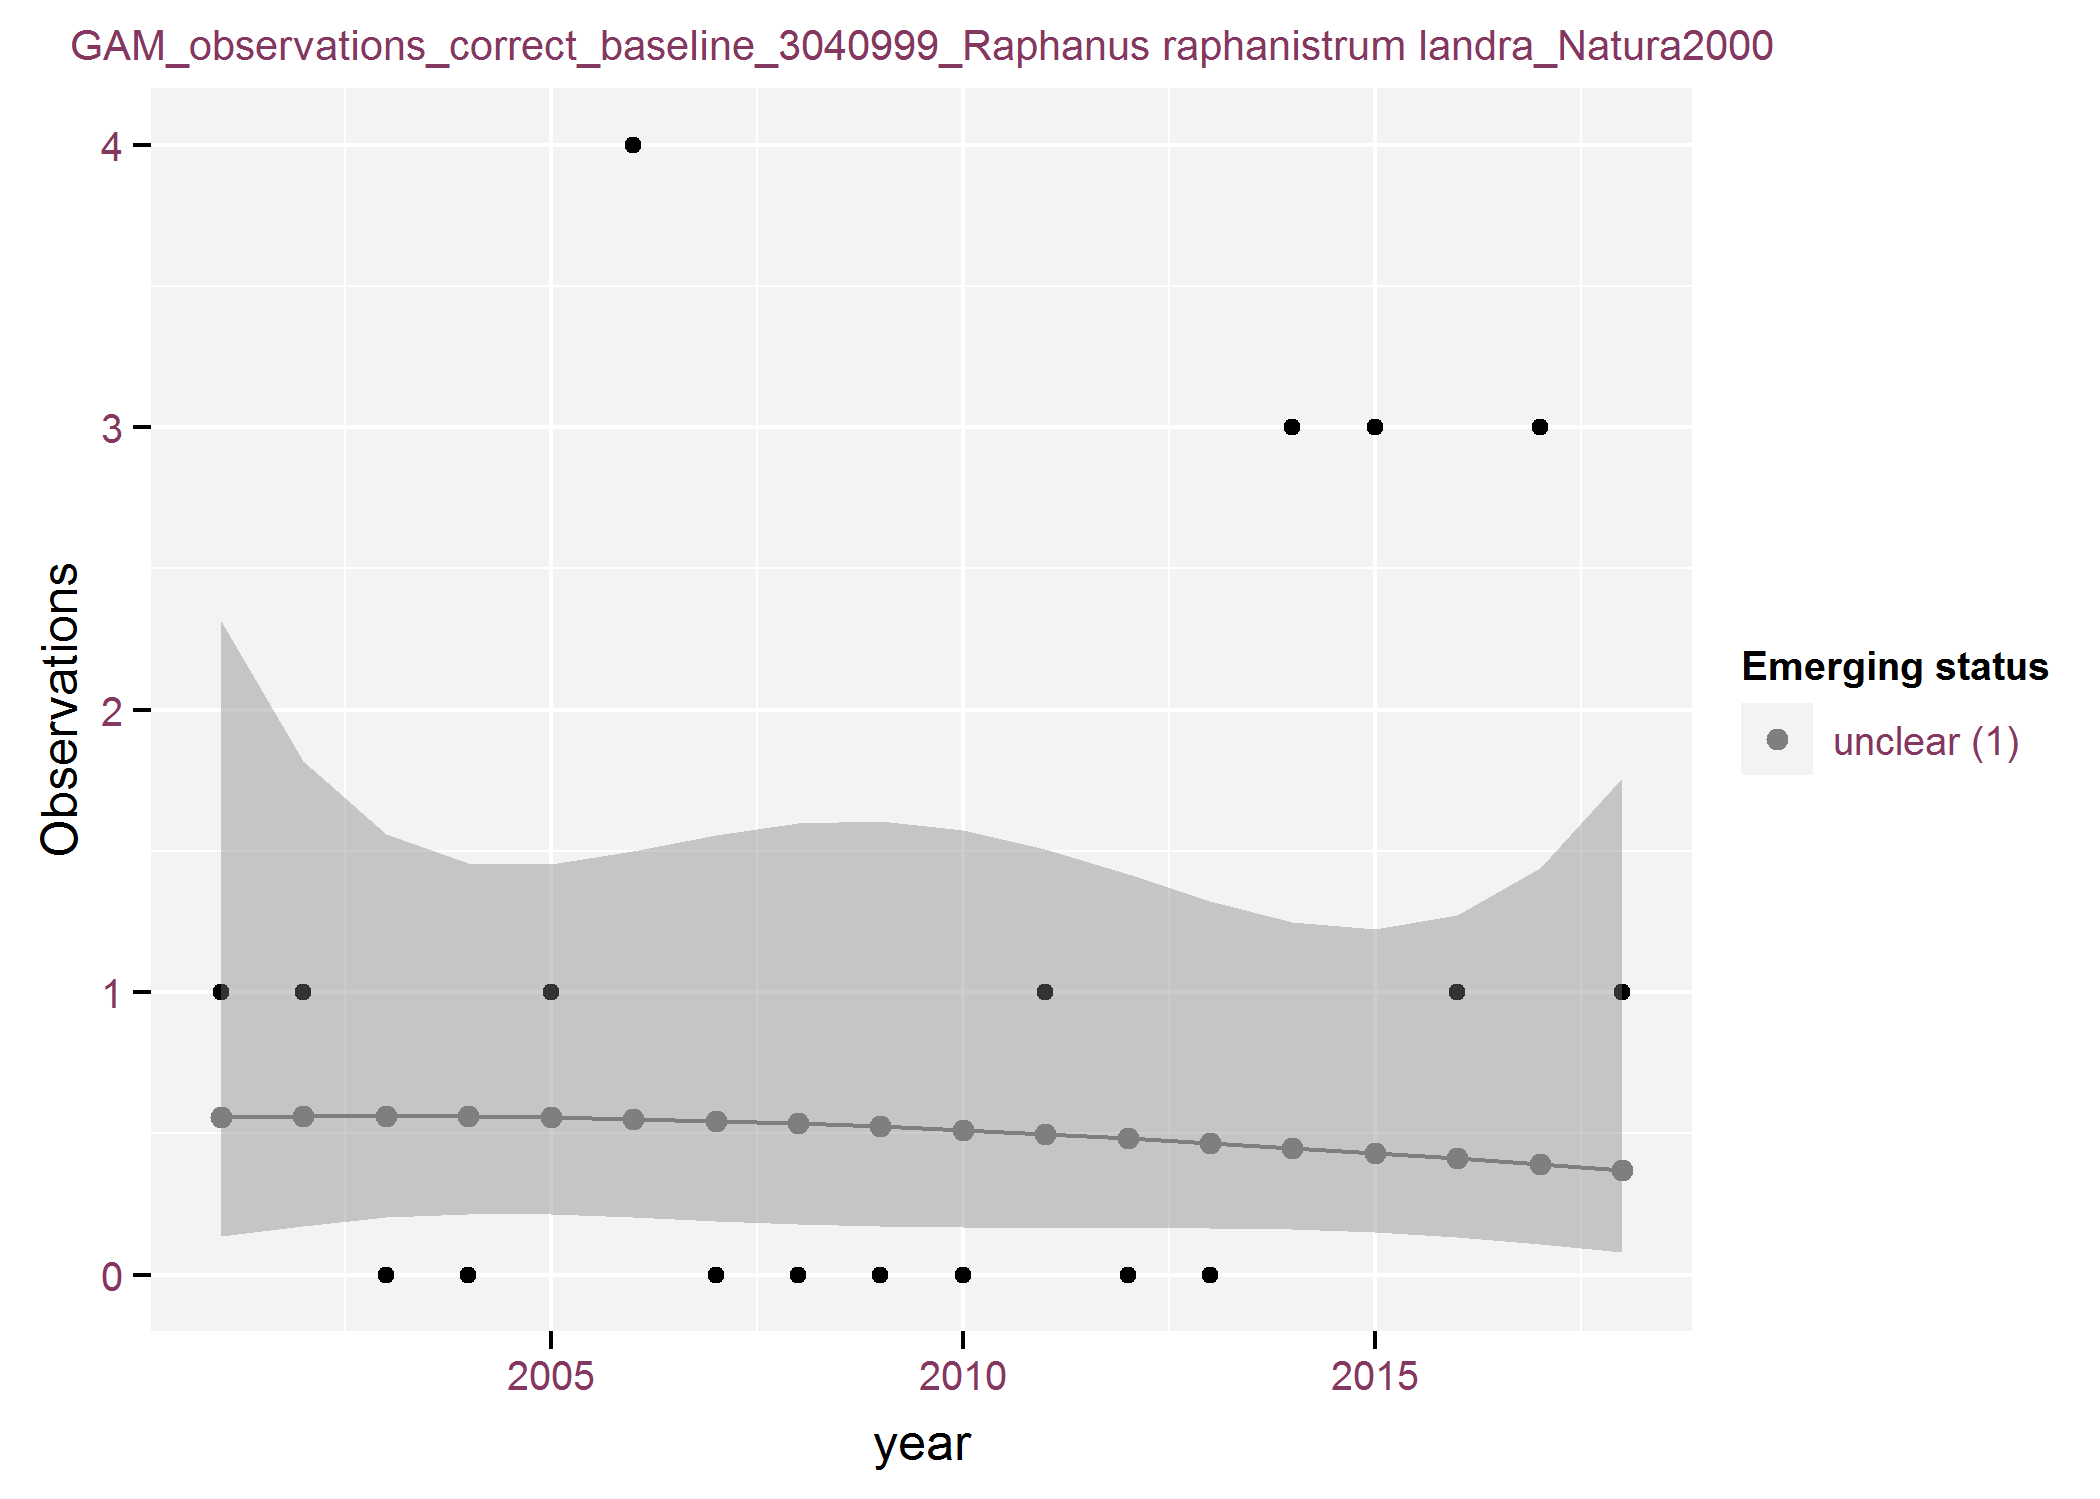 GAM_observations_correct_baseline_3040999_Raphanus raphanistrum landra_Natura2000
4
3
2
1
0
Observations
2005
2010
2015
year
Emerging status
unclear (1)